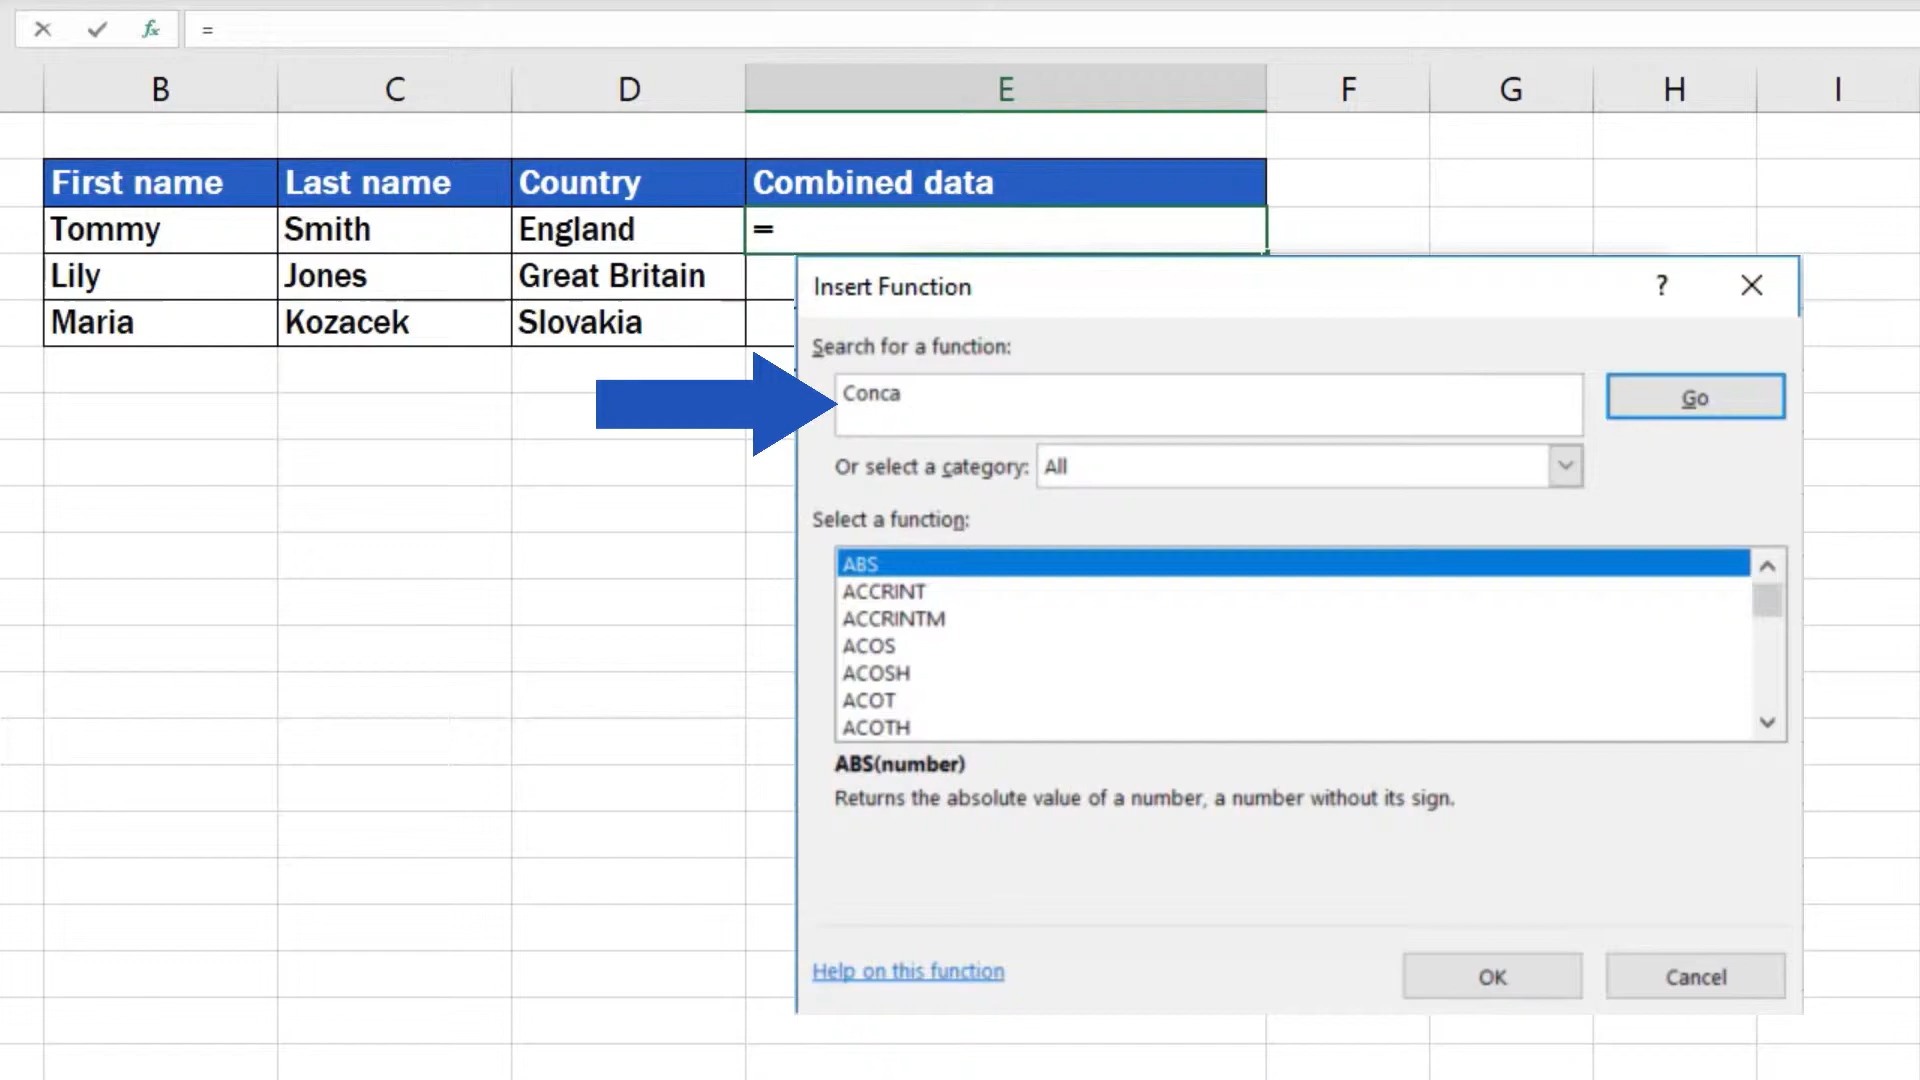 fx =
B C D E F G H I
First name Last name Country Combined data
Tommy Smith England =
Lily Jones Great Britain
Maria Kozacek Slovakia
Insert Function ? 
Search for a function:
Conca Go
Or select a category: All
Select a function:
ABS
ACCRINT
ACCRINTM
ACOS
ACOSH
ACOT
ACOTH
ABS(number)
Returns the absolute value of a number, a number without its sign.
Help on this function OK Cancel